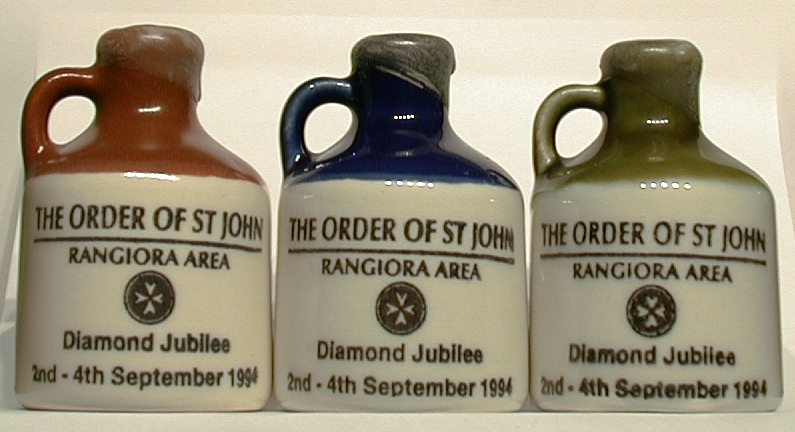 THE ORDER OF ST JOHN
RANGIORA AREA
Diamond Jubilee
2nd - 4th September 1994
THE ORDER OF ST JOHN
RANGIORA AREA
Diamond Jubilee
2nd - 4th September 1994
THE ORDER OF ST JOHN
RANGIORA AREA
Diamond Jubilee
2nd - 4th September 1994